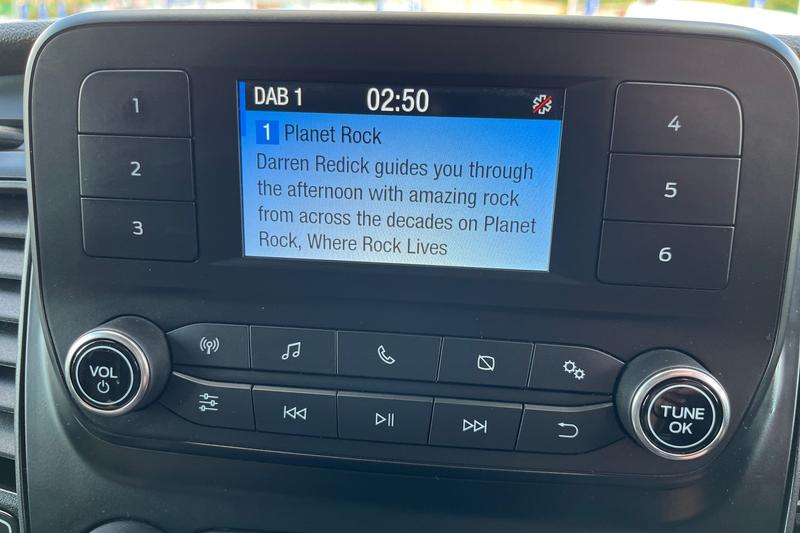 DAB 1 02:50
1 Planet Rock
Darren Redick guides you through
the afternoon with amazing rock
from across the decades on Planet
Rock, Where Rock Lives
1
2
3
4
5
6
VOL
TUNE
OK